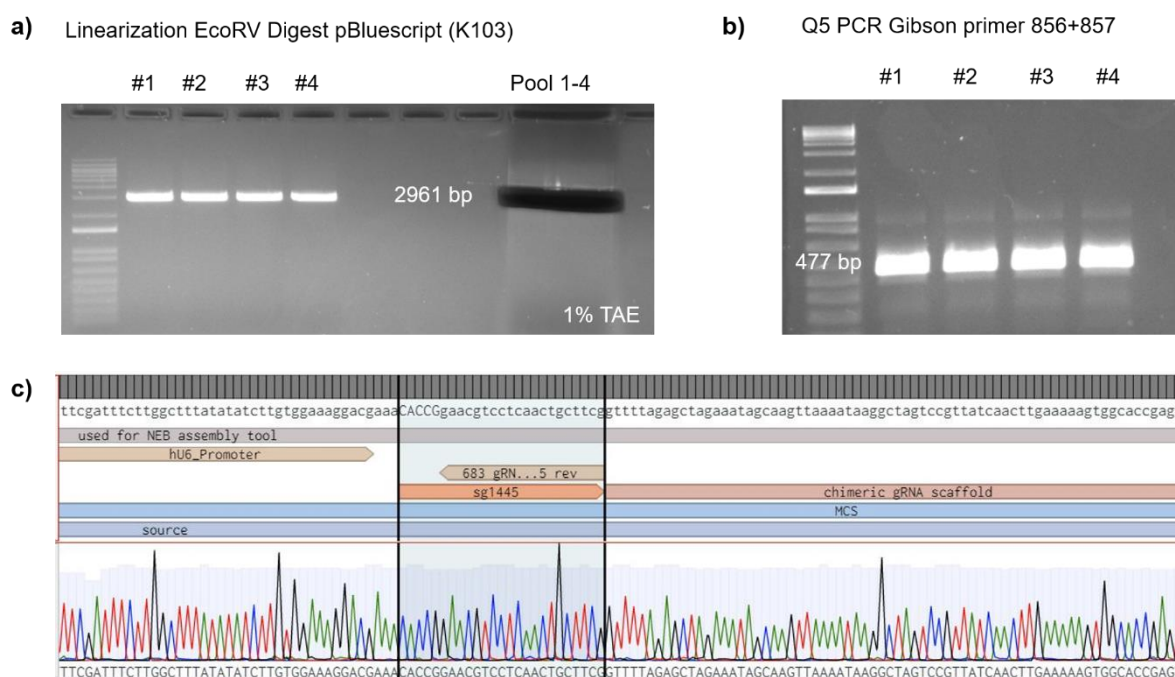 a) Linearization EcoRV Digest pBluescript (K103)
#1 #2 #3 #4 Pool 1-4
2961 bp
1% TAE
b) Q5 PCR Gibson primer 856+857
#1 #2 #3 #4
477 bp
c)
ttcgatttcttggctttatatatcttgtggaaaggacgaaaCACCGgaacgtcctcaactgcttcggttttagagctagaaatagcaagttaaaataaggctagtccgttatcaacttgaaaaagtggcaccgag
used for NEB assembly tool
hU6_Promoter
683 gRN...5 rev
sg1445 chimeric gRNA scaffold
MCS
source
TTCGATTTCTTGGCTTTATATATCTTGTGGAAAGGACGAAACACCGGAACGTCCTCAACTGCTTCGGTTTTAGAGCTAGAAATAGCAAGTTAAAATAAGGCTAGTCCGTTATCAACTTGAAAAAGTGGCACCGAG